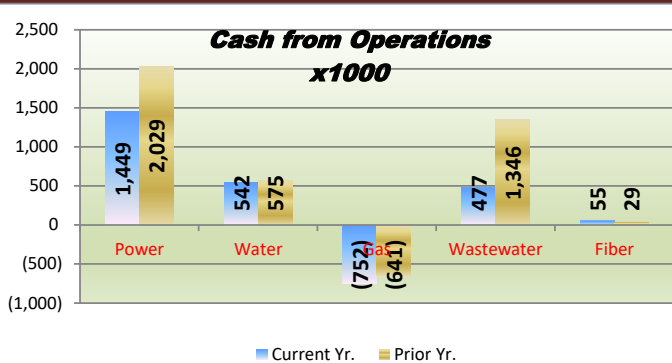 Cash from Operations
x1000
2,500
2,000
1,500
1,000
500
0
(500)
(1,000)
1,449
2,029
542
575
(752)
(641)
477
1,346
55
29
Power
Water
Gas
Wastewater
Fiber
Current Yr.
Prior Yr.